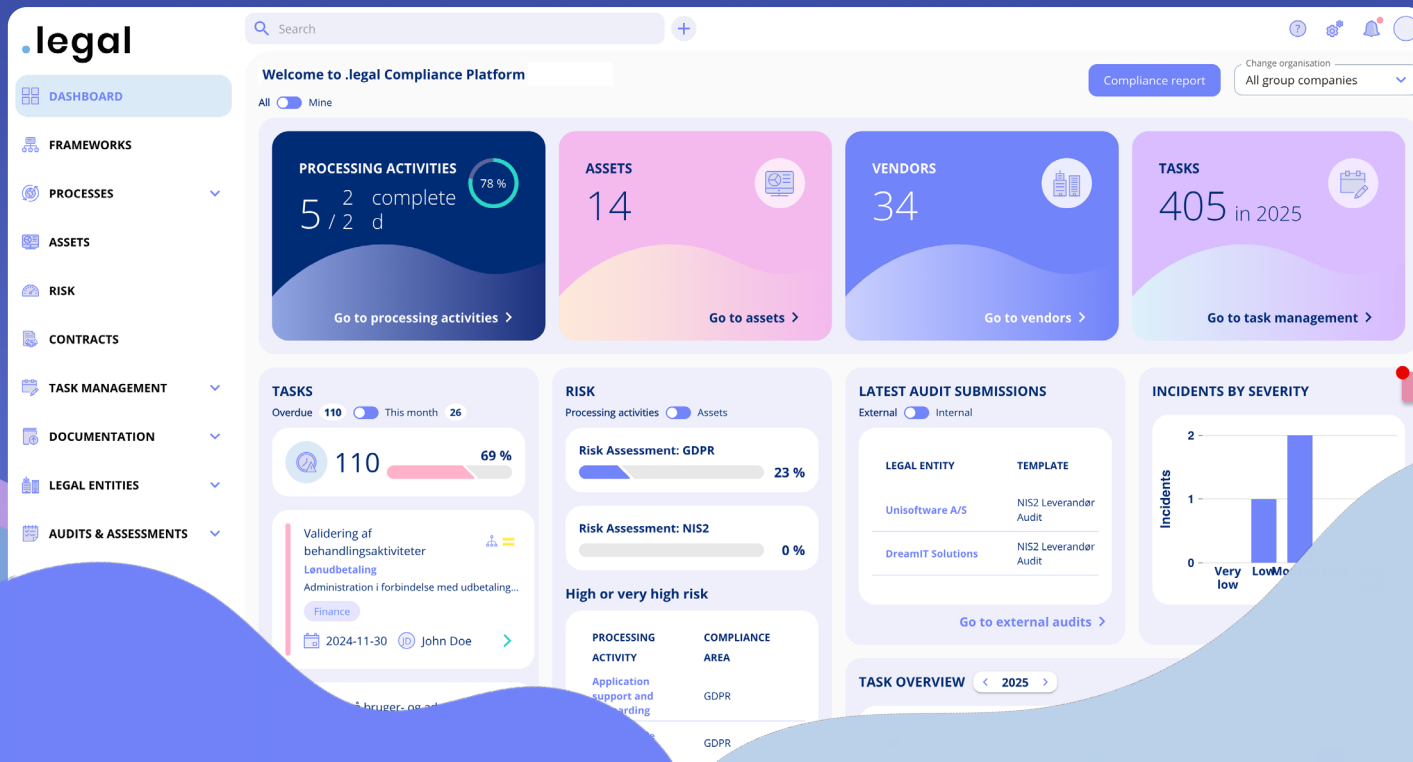 .legal
Search
Welcome to .legal Compliance Platform
All Mine
Compliance report
Change organisation
All group companies
DASHBOARD
FRAMEWORKS
PROCESSES
ASSETS
RISK
CONTRACTS
TASK MANAGEMENT
DOCUMENTATION
LEGAL ENTITIES
AUDITS & ASSESSMENTS
PROCESSING ACTIVITIES
5 / 2 2 complete
d
78 %
Go to processing activities
ASSETS
14
Go to assets
VENDORS
34
Go to vendors
TASKS
405 in 2025
Go to task management
TASKS
Overdue 110 This month 26
110
69 %
Validering af
behandlingsaktiviteter
Lønudbetaling
Administration i forbindelse med udbetaling...
Finance
2024-11-30 JD John Doe
bruger- og
RISK
Processing activities Assets
Risk Assessment: GDPR
23 %
Risk Assessment: NIS2
0 %
High or very high risk
PROCESSING
ACTIVITY
COMPLIANCE
AREA
Application
support and
GDPR
GDPR
LATEST AUDIT SUBMISSIONS
External Internal
LEGAL ENTITY TEMPLATE
Unisoftware A/S
NIS2 Leverandør
Audit
DreamIT Solutions
NIS2 Leverandør
Audit
Go to external audits
TASK OVERVIEW 2025
INCIDENTS BY SEVERITY
Incidents
2
1
0
Very
low
Low